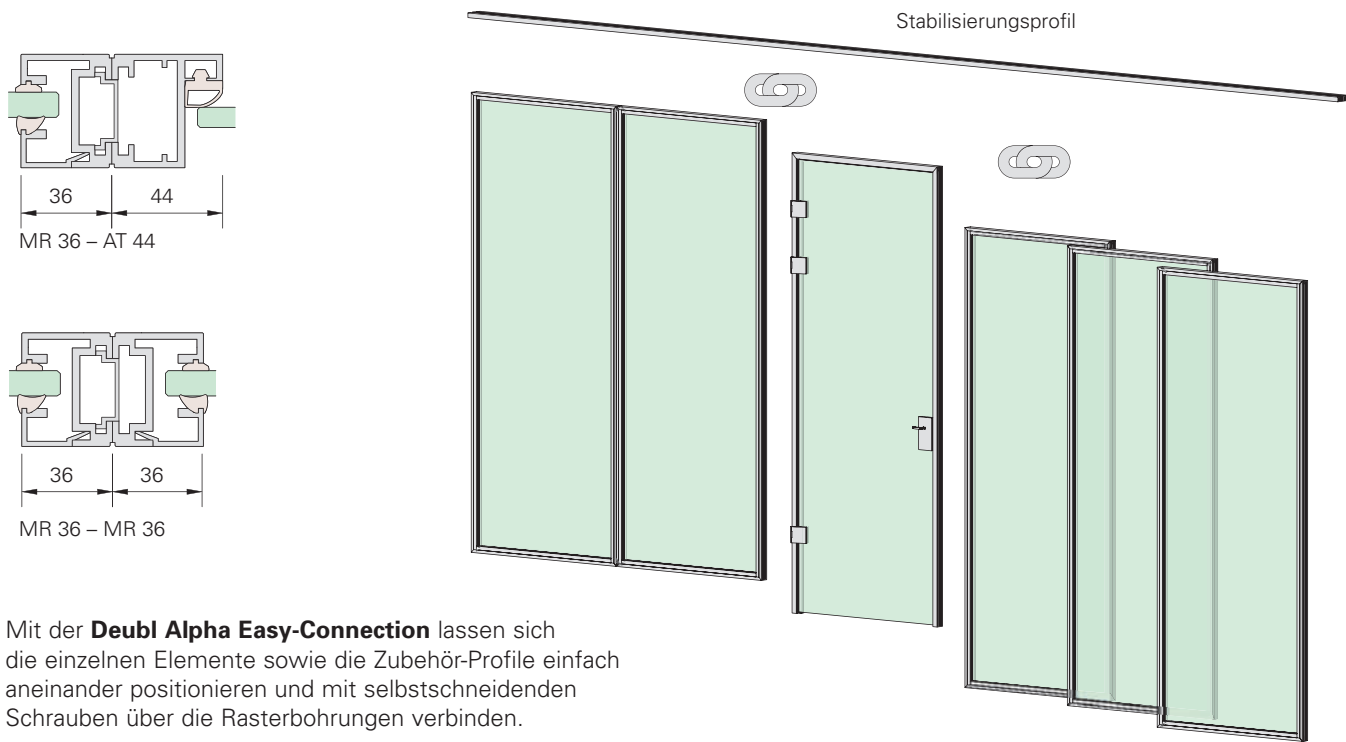 Stabilisierungsprofil
36 44
MR 36 – AT 44
36 36
MR 36 – MR 36
Mit der Deubl Alpha Easy-Connection lassen sich
die einzelnen Elemente sowie die Zubehör-Profile einfach
aneinander positionieren und mit selbstschneidenden
Schrauben über die Rasterbohrungen verbinden.